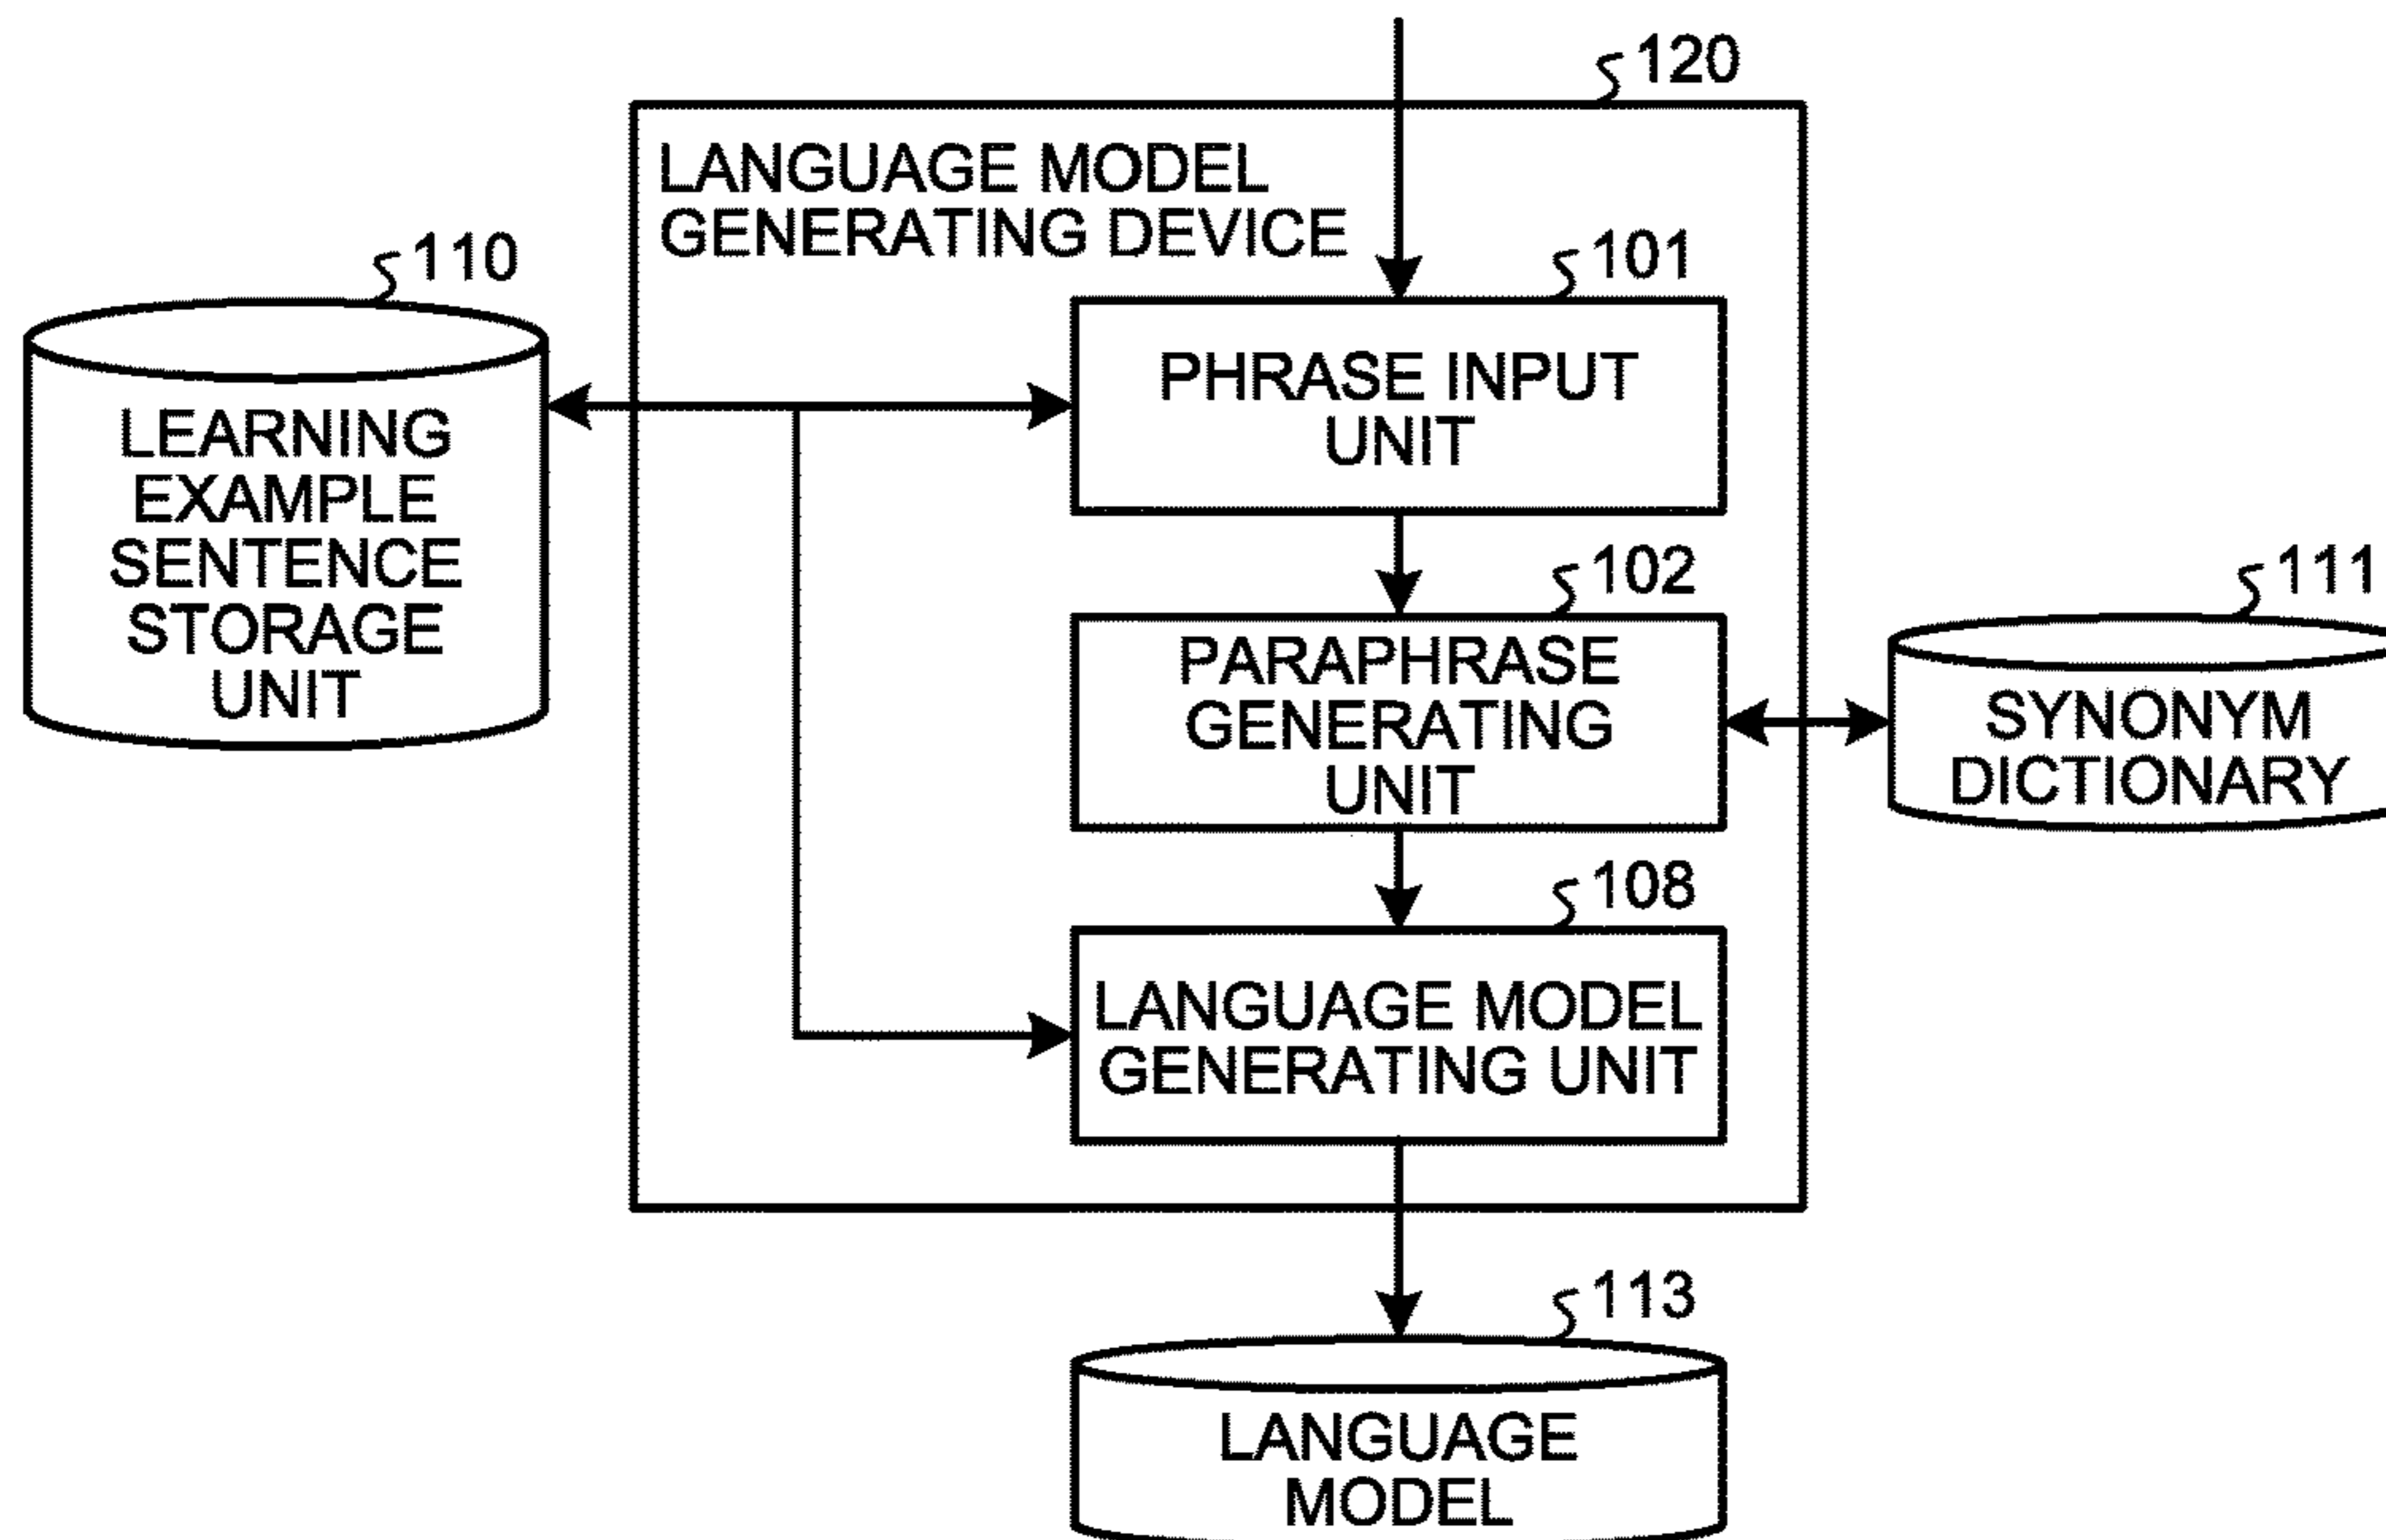 120
LANGUAGE MODEL
GENERATING DEVICE
110
101
LEARNING
EXAMPLE
SENTENCE
STORAGE
UNIT
PHRASE INPUT
UNIT
102
111
PARAPHRASE
GENERATING
UNIT
SYNONYM
DICTIONARY
108
LANGUAGE MODEL
GENERATING UNIT
113
LANGUAGE
MODEL